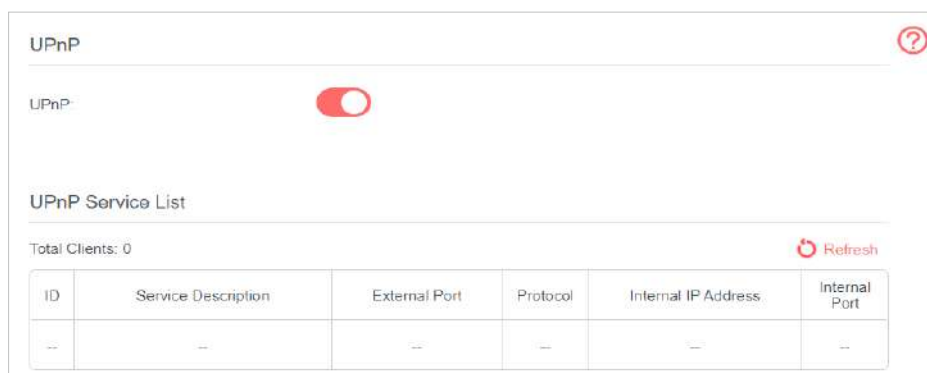 UPnP
?
UPnP:
UPnP Service List
Total Clients: 0
Refresh
ID Service Description External Port Protocol Internal IP Address Internal Port
-- -- -- -- -- --